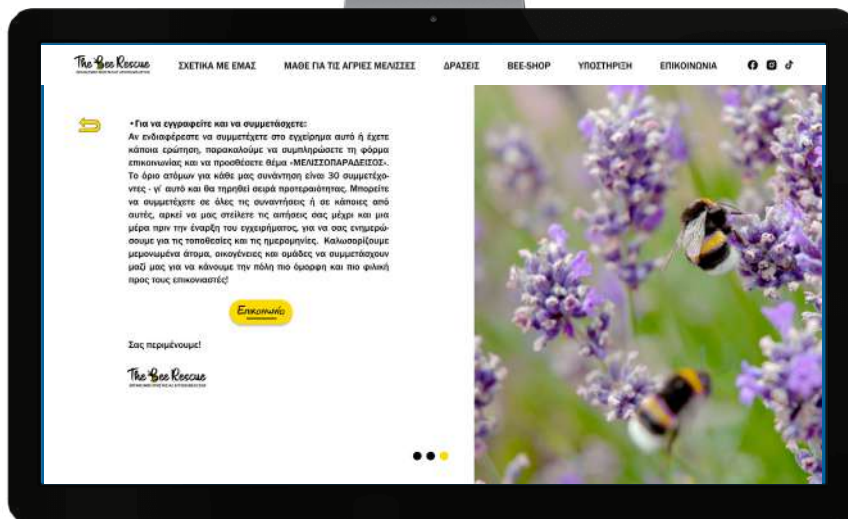 The Bee Rescue
ΣΧΕΤΙΚΑ ΜΕ ΕΜΑΣ ΜΑΘΕ ΓΙΑ ΤΙΣ ΑΓΡΙΕΣ ΜΕΛΙΣΣΕΣ ΔΡΑΣΕΙΣ BEE-SHOP ΥΠΟΣΤΗΡΙΞΗ ΕΠΙΚΟΙΝΩΝΙΑ
•Για να εγγραφείτε και να συμμετάσχετε:
Αν ενδιαφέρεστε να συμμετέχετε στο εγχείρημα αυτό ή έχετε
κάποια ερώτηση, παρακαλούμε να συμπληρώσετε τη φόρμα
επικοινωνίας και να προσθέσετε θέμα «ΜΕΛΙΣΣΟΠΑΡΑΔΕΙΣΟΣ».
Το όριο ατόμων για κάθε μας συνάντηση είναι 30 συμμετέχο-
ντες - γι΄ αυτό και θα τηρηθεί σειρά προτεραιότητας. Μπορείτε
να συμμετέχετε σε όλες τις συναντήσεις ή σε κάποιες από
αυτές, αρκεί να μας στείλετε τις αιτήσεις σας μέχρι και μια
μέρα πριν την έναρξη του εγχειρήματος, για να σας ενημερώ-
σουμε για τις τοποθεσίες και τις ημερομηνίες. Καλωσορίζουμε
μεμονωμένα άτομα, οικογένειες και ομάδες να συμμετάσχουν
μαζί μας για να κάνουμε την πόλη πιο όμορφη και πιο φιλική
προς τους επικονιαστές!
Επικοινωνία
Σας περιμένουμε!
The Bee Rescue